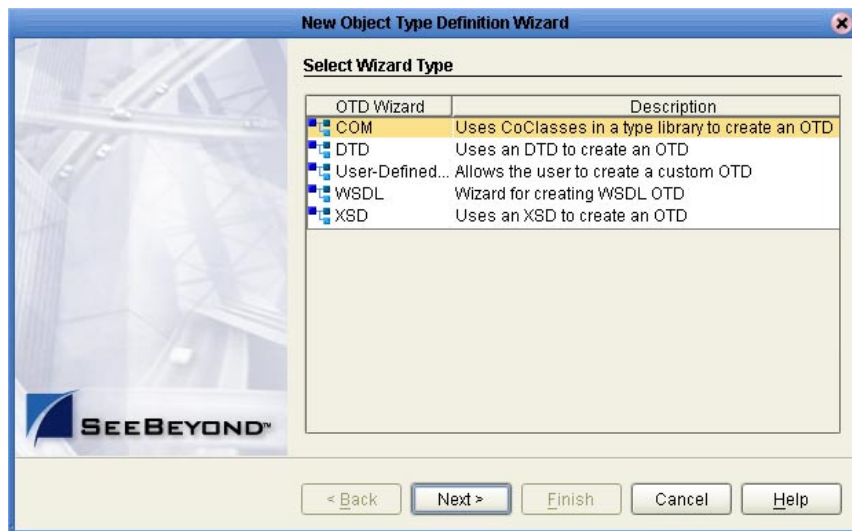 New Object Type Definition Wizard
Select Wizard Type
OTD Wizard Description
COM Uses CoClasses in a type library to create an OTD
DTD Uses an DTD to create an OTD
User-Defined... Allows the user to create a custom OTD
WSDL Wizard for creating WSDL OTD
XSD Uses an XSD to create an OTD
SEEBEYOND™
< Back Next > Finish Cancel Help